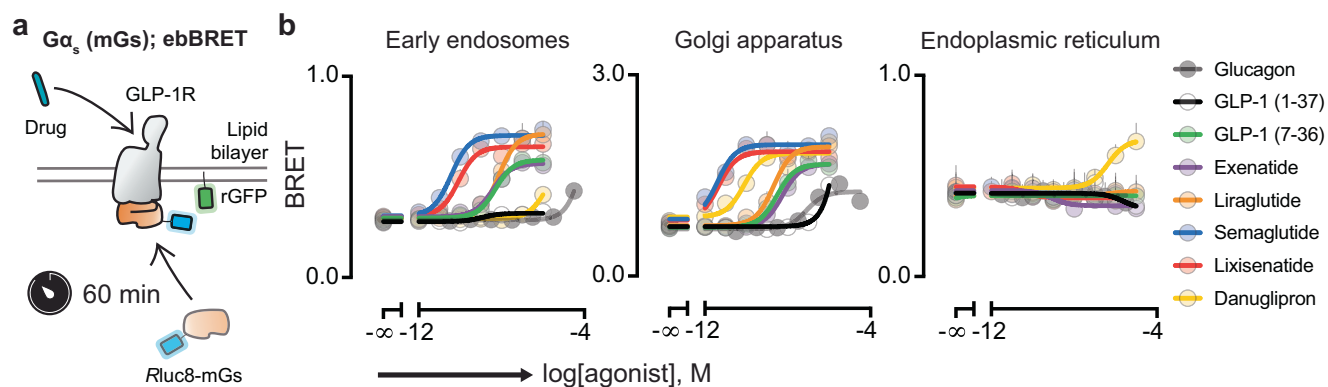 a
Gαs (mGs); ebBRET
Drug
GLP-1R
Lipid
bilayer
rGFP
60 min
Rluc8-mGs
b
Early endosomes
Golgi apparatus
Endoplasmic reticulum
BRET
1.0
0.0
-∞ -12 -4
3.0
0.0
-∞ -12 -4
1.0
0.0
-∞ -12 -4
log[agonist], M
Glucagon
GLP-1 (1-37)
GLP-1 (7-36)
Exenatide
Liraglutide
Semaglutide
Lixisenatide
Danuglipron